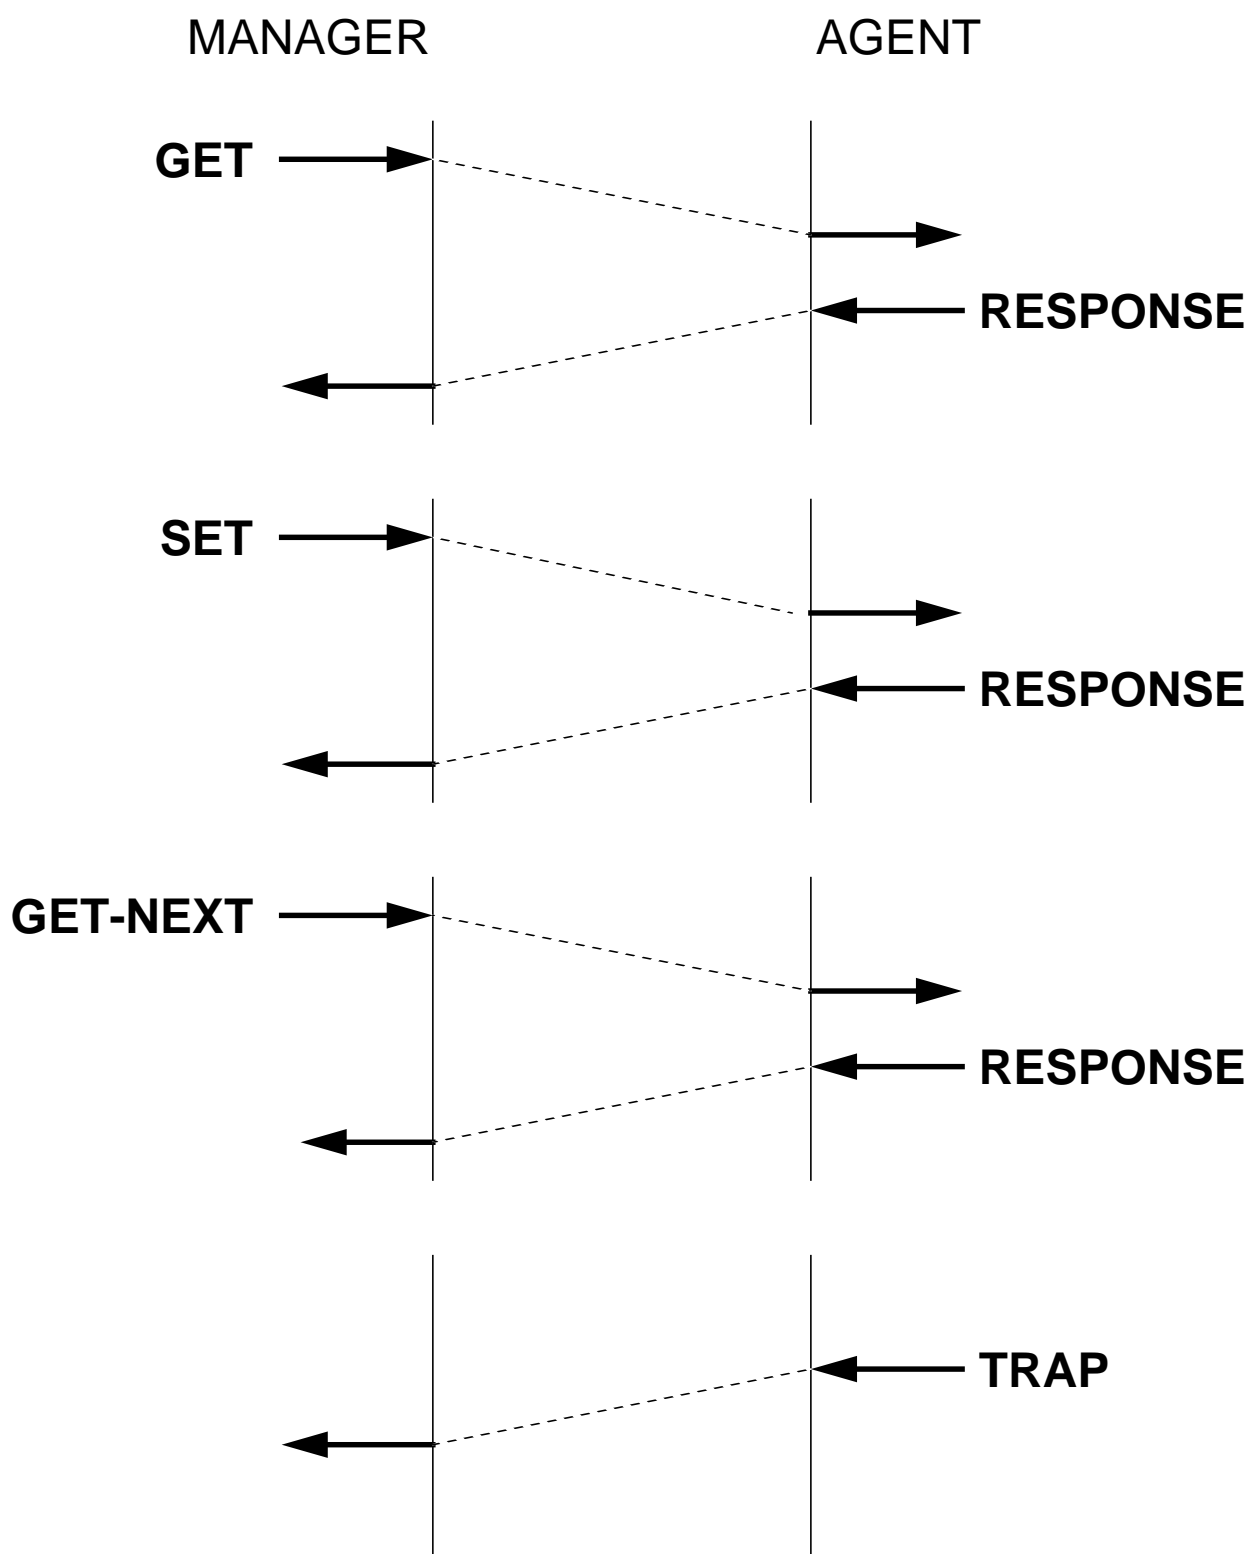 MANAGER AGENT
GET
RESPONSE
SET
RESPONSE
GET-NEXT
RESPONSE
TRAP